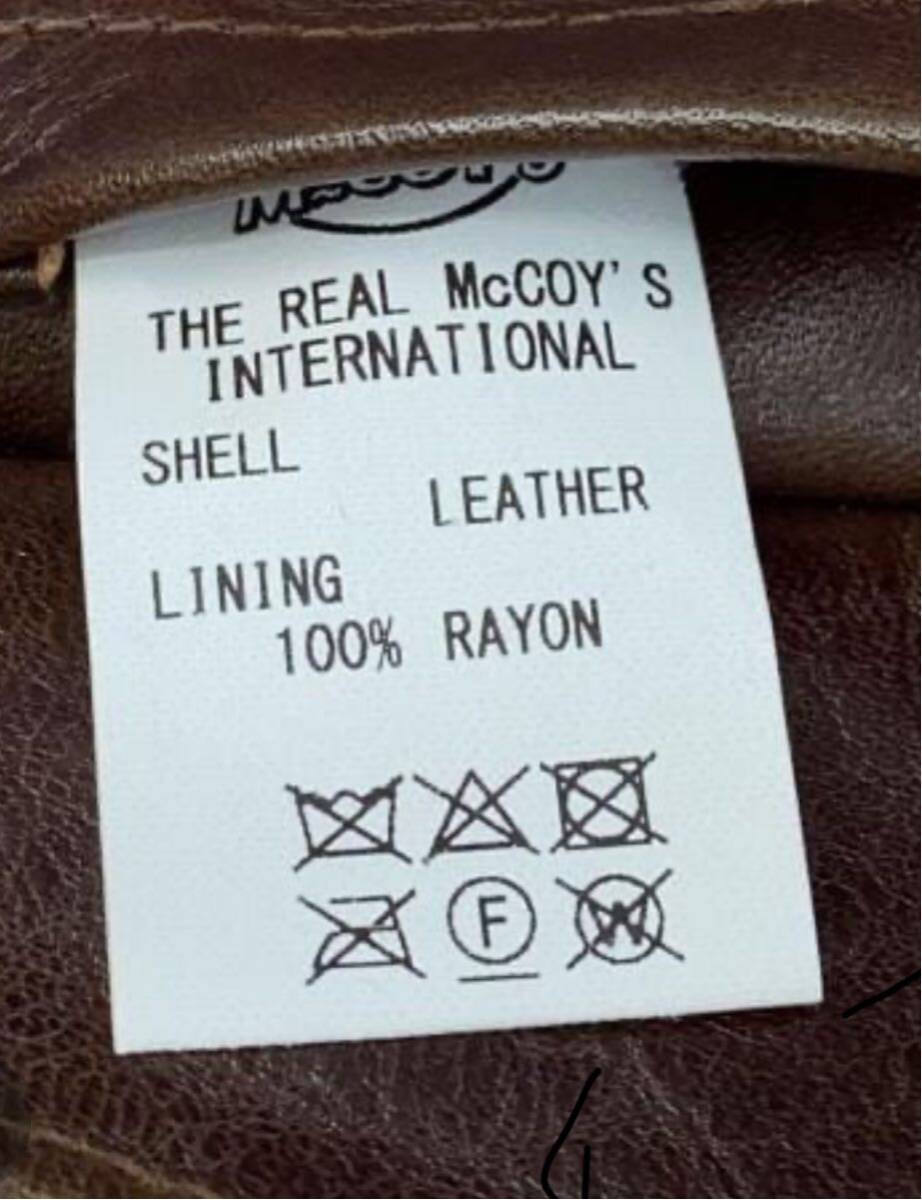 THE REAL McCOY'S
INTERNATIONAL
SHELL
LEATHER
LINING
100% RAYON
F
W